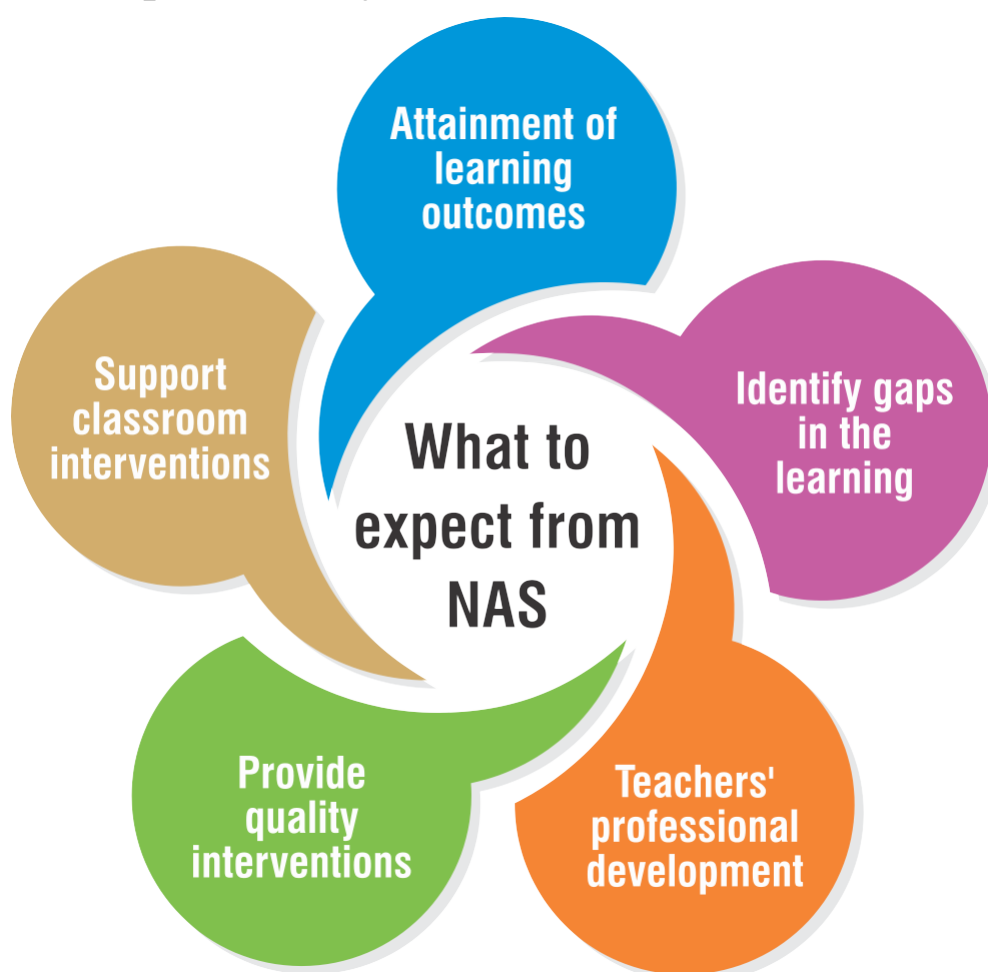 Attainment of
learning
outcomes
Identify gaps
in the
learning
Teachers'
professional
development
Provide
quality
interventions
Support
classroom
interventions
What to
expect from
NAS